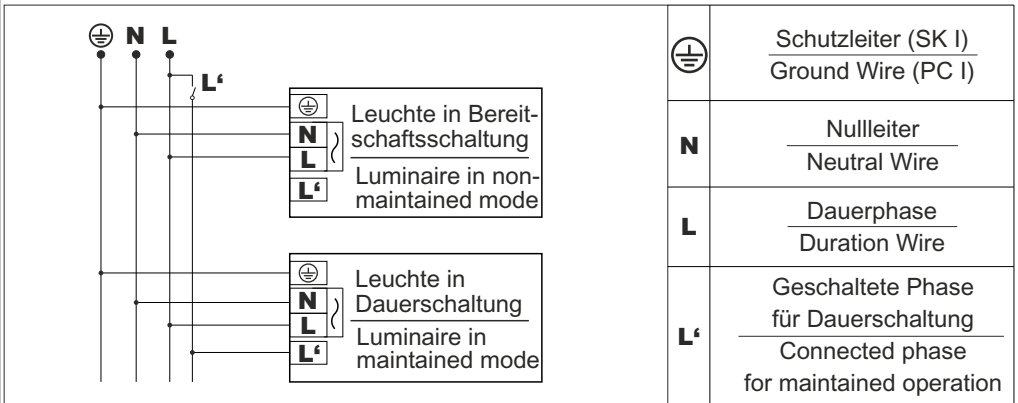 N L
L‘
Leuchte in Bereit-
schaftsschaltung
N
L
Luminaire in non-
maintained mode
L‘
Leuchte in
Dauerschaltung
N
L
Luminaire in
maintained mode
L‘
Schutzleiter (SK I)
Ground Wire (PC I)
N
Nullleiter
Neutral Wire
L
Dauerphase
Duration Wire
L‘
Geschaltete Phase
für Dauerschaltung
Connected phase
for maintained operation